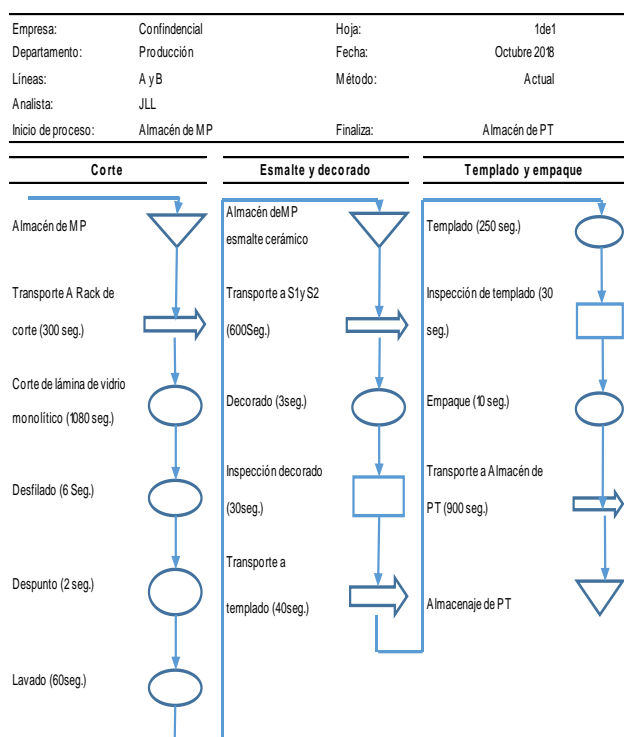 Empresa: Confindencial Hoja: 1de1
Departamento: Producción Fecha: Octubre 2018
Líneas: A yB Método: Actual
Analista: JLL
Inicio de proceso: Almacén de MP Finaliza: Almacén de PT
Corte
Almacén de MP
Transporte A Rack de
corte (300 seg.)
Corte de lámina de vidrio
monolítico (1080 seg.)
Desfilado (6 Seg.)
Despunto (2 seg.)
Lavado (60seg.)
Esmalte y decorado
Almacén deMP
esmalte cerámico
Transporte a S1y S2
(600Seg.)
Decorado (3seg.)
Inspección decorado
(30seg.)
Transporte a
templado (40seg.)
Templado y empaque
Templado (250 seg.)
Inspección de templado (30
seg.)
Empaque (10 seg.)
Transporte a Almacén de
PT (900 seg.)
Almacenaje de PT